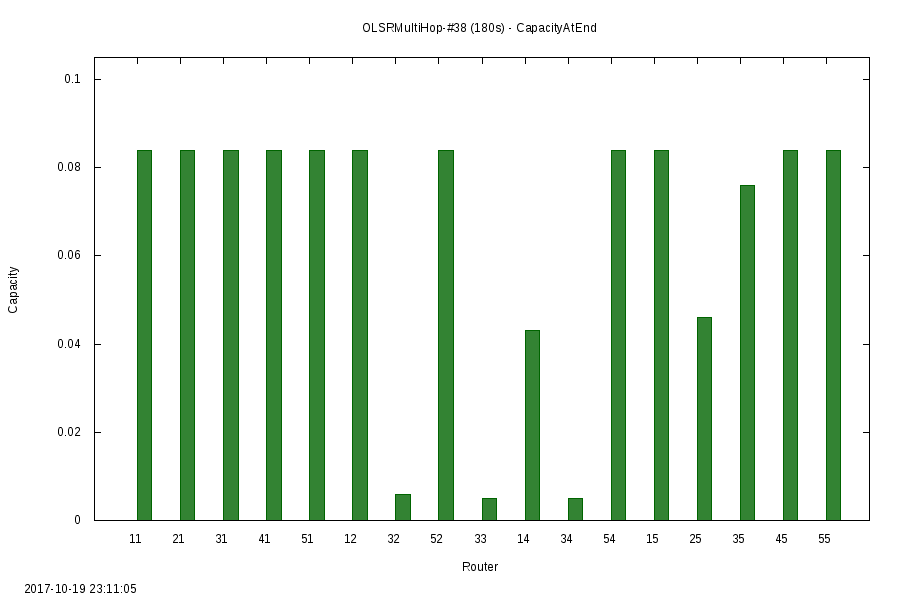 OLSRMultiHop-#38 (180s) - CapacityAtEnd
0.1
0.08
0.06
0.04
0.02
0
Capacity
11 21 31 41 51 12 32 52 33 14 34 54 15 25 35 45 55
Router
2017-10-19 23:11:05